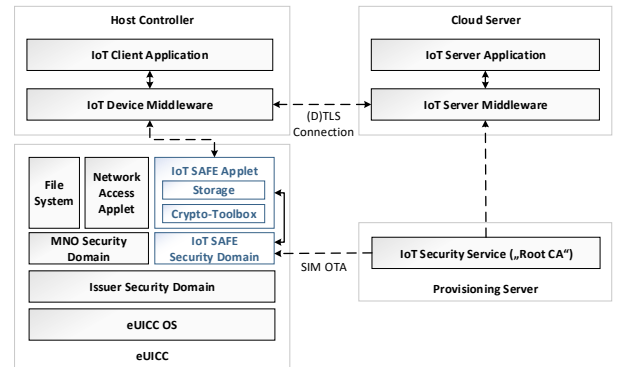 Host Controller
IoT Client Application
IoT Device Middleware
Cloud Server
IoT Server Application
IoT Server Middleware
(D)TLS
Connection
File
System
Network
Access
Applet
IoT SAFE Applet
Storage
Crypto-Toolbox
MNO Security
Domain
IoT SAFE
Security Domain
Issuer Security Domain
eUICC OS
eUICC
SIM OTA
IoT Security Service („Root CA“)
Provisioning Server